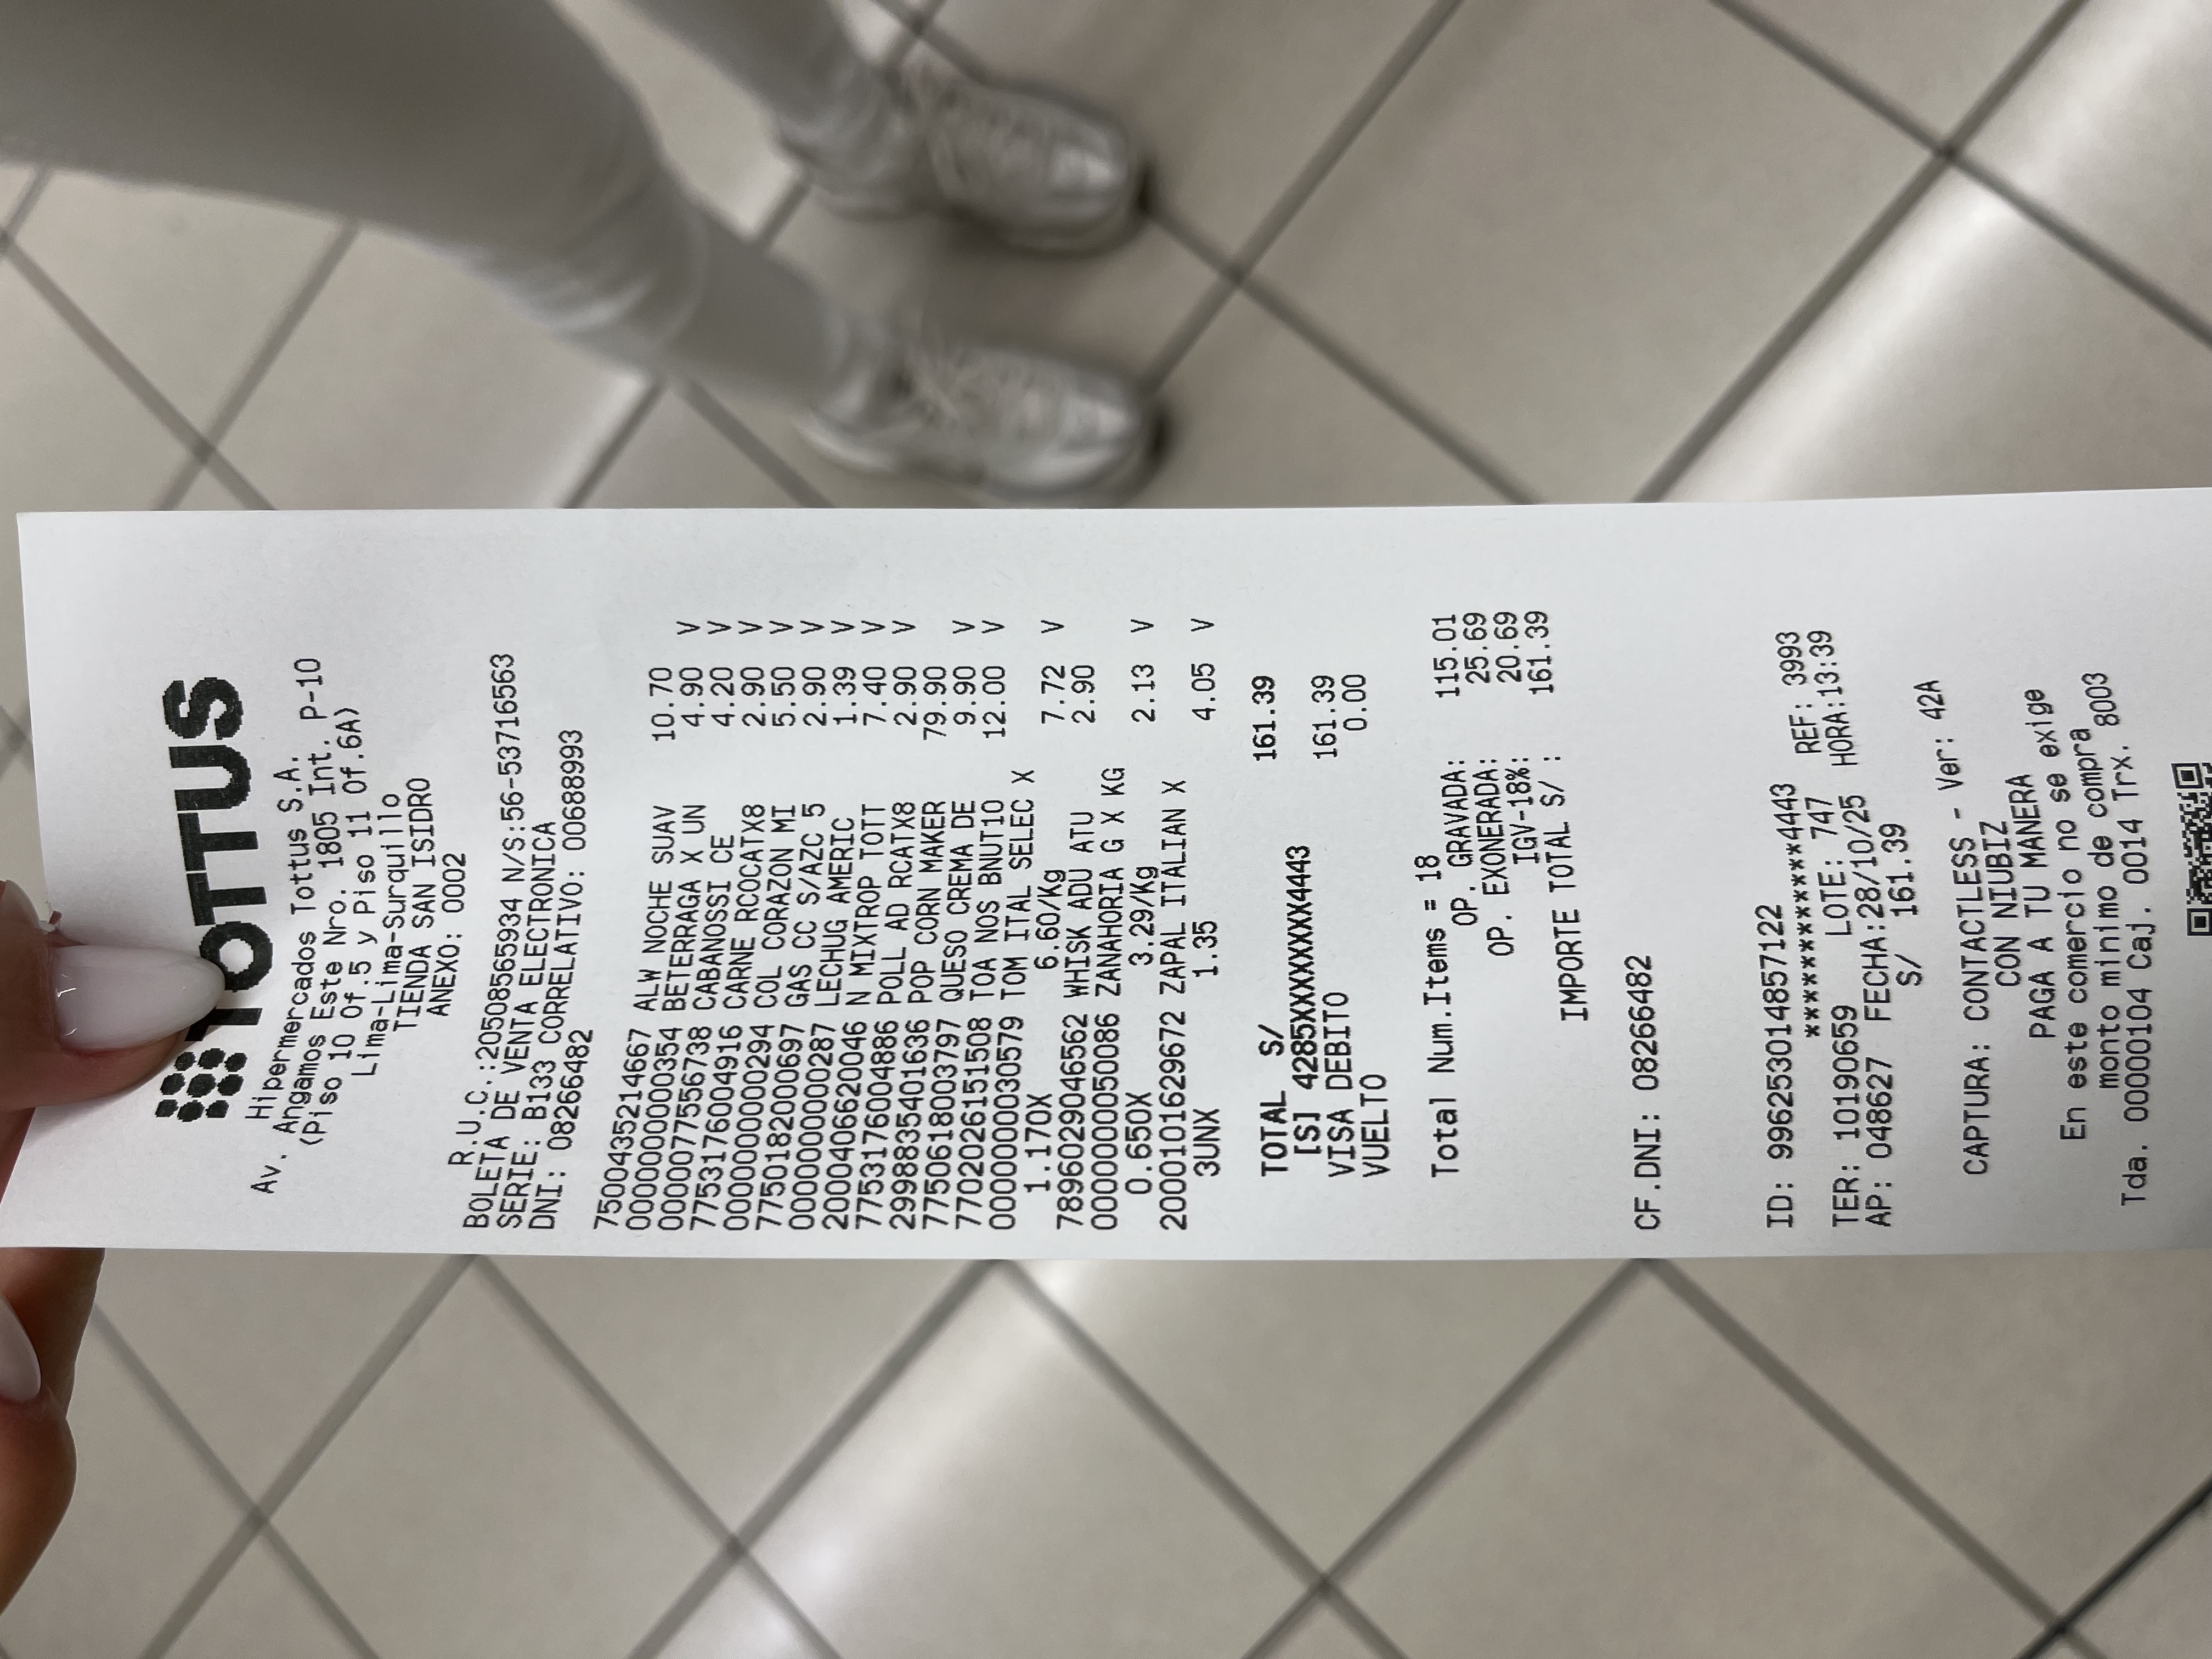 TOTTUS
Hipermercados Tottus S.A.
Av. Angamos Este Nro. 1805 Int. P-10
(Piso 10 Of.5 y Piso 11 Of.6A)
Lima-Lima-Surquillo
TIENDA SAN ISIDRO
ANEXO: 0002
R.U.C.:20508565934 N/S:56-53716563
BOLETA DE VENTA ELECTRONICA
SERIE: B133 CORRELATIVO: 00688993
DNI: 08266482
7500435214667 ALW NOCHE SUAV 10.70
0000000000354 BETERRAGA X UN 4.90 V
0000077556738 CABANOSSI CE 4.20 V
7753176004916 CARNE RCOCATX8 2.90 V
0000000000294 COL CORAZON MI 5.50 V
7750182000697 GAS CC S/AZC 5 2.90 V
0000000000287 LECHUG AMERIC 1.39 V
2000406620046 N MIXTROP TOTT 7.40 V
7753176004886 POLL AD RCATX8 2.90 V
2998835401636 POP CORN MAKER 79.90
7750618003797 QUESO CREMA DE 9.90 V
7702026151508 TOA NOS BNUT10 12.00 V
0000000030579 TOM ITAL SELEC X
1.170X 6.60/Kg 7.72 V
7896029046562 WHISK ADU ATU 2.90
0000000050086 ZANAHORIA G X KG
0.650X 3.29/Kg 2.13 V
2000101629672 ZAPAL ITALIAN X
3UNX 1.35 4.05 V
TOTAL S/ 161.39
[S] 4285XXXXXXXX4443
VISA DEBITO 161.39
VUELTO 0.00
Total Num.Items = 18
OP. GRAVADA: 115.01
OP. EXONERADA: 25.69
IGV-18%: 20.69
IMPORTE TOTAL S/ : 161.39
CF.DNI: 08266482
ID: 996253014857122
************4443
TER: 10190659 LOTE: 747 REF: 3993
AP: 048627 FECHA:28/10/25 HORA:13:39
S/ 161.39
CAPTURA: CONTACTLESS - Ver: 42A
CON NIUBIZ
PAGA A TU MANERA
En este comercio no se exige
monto minimo de compra
Tda. 00000104 Caj. 0014 Trx. 8003